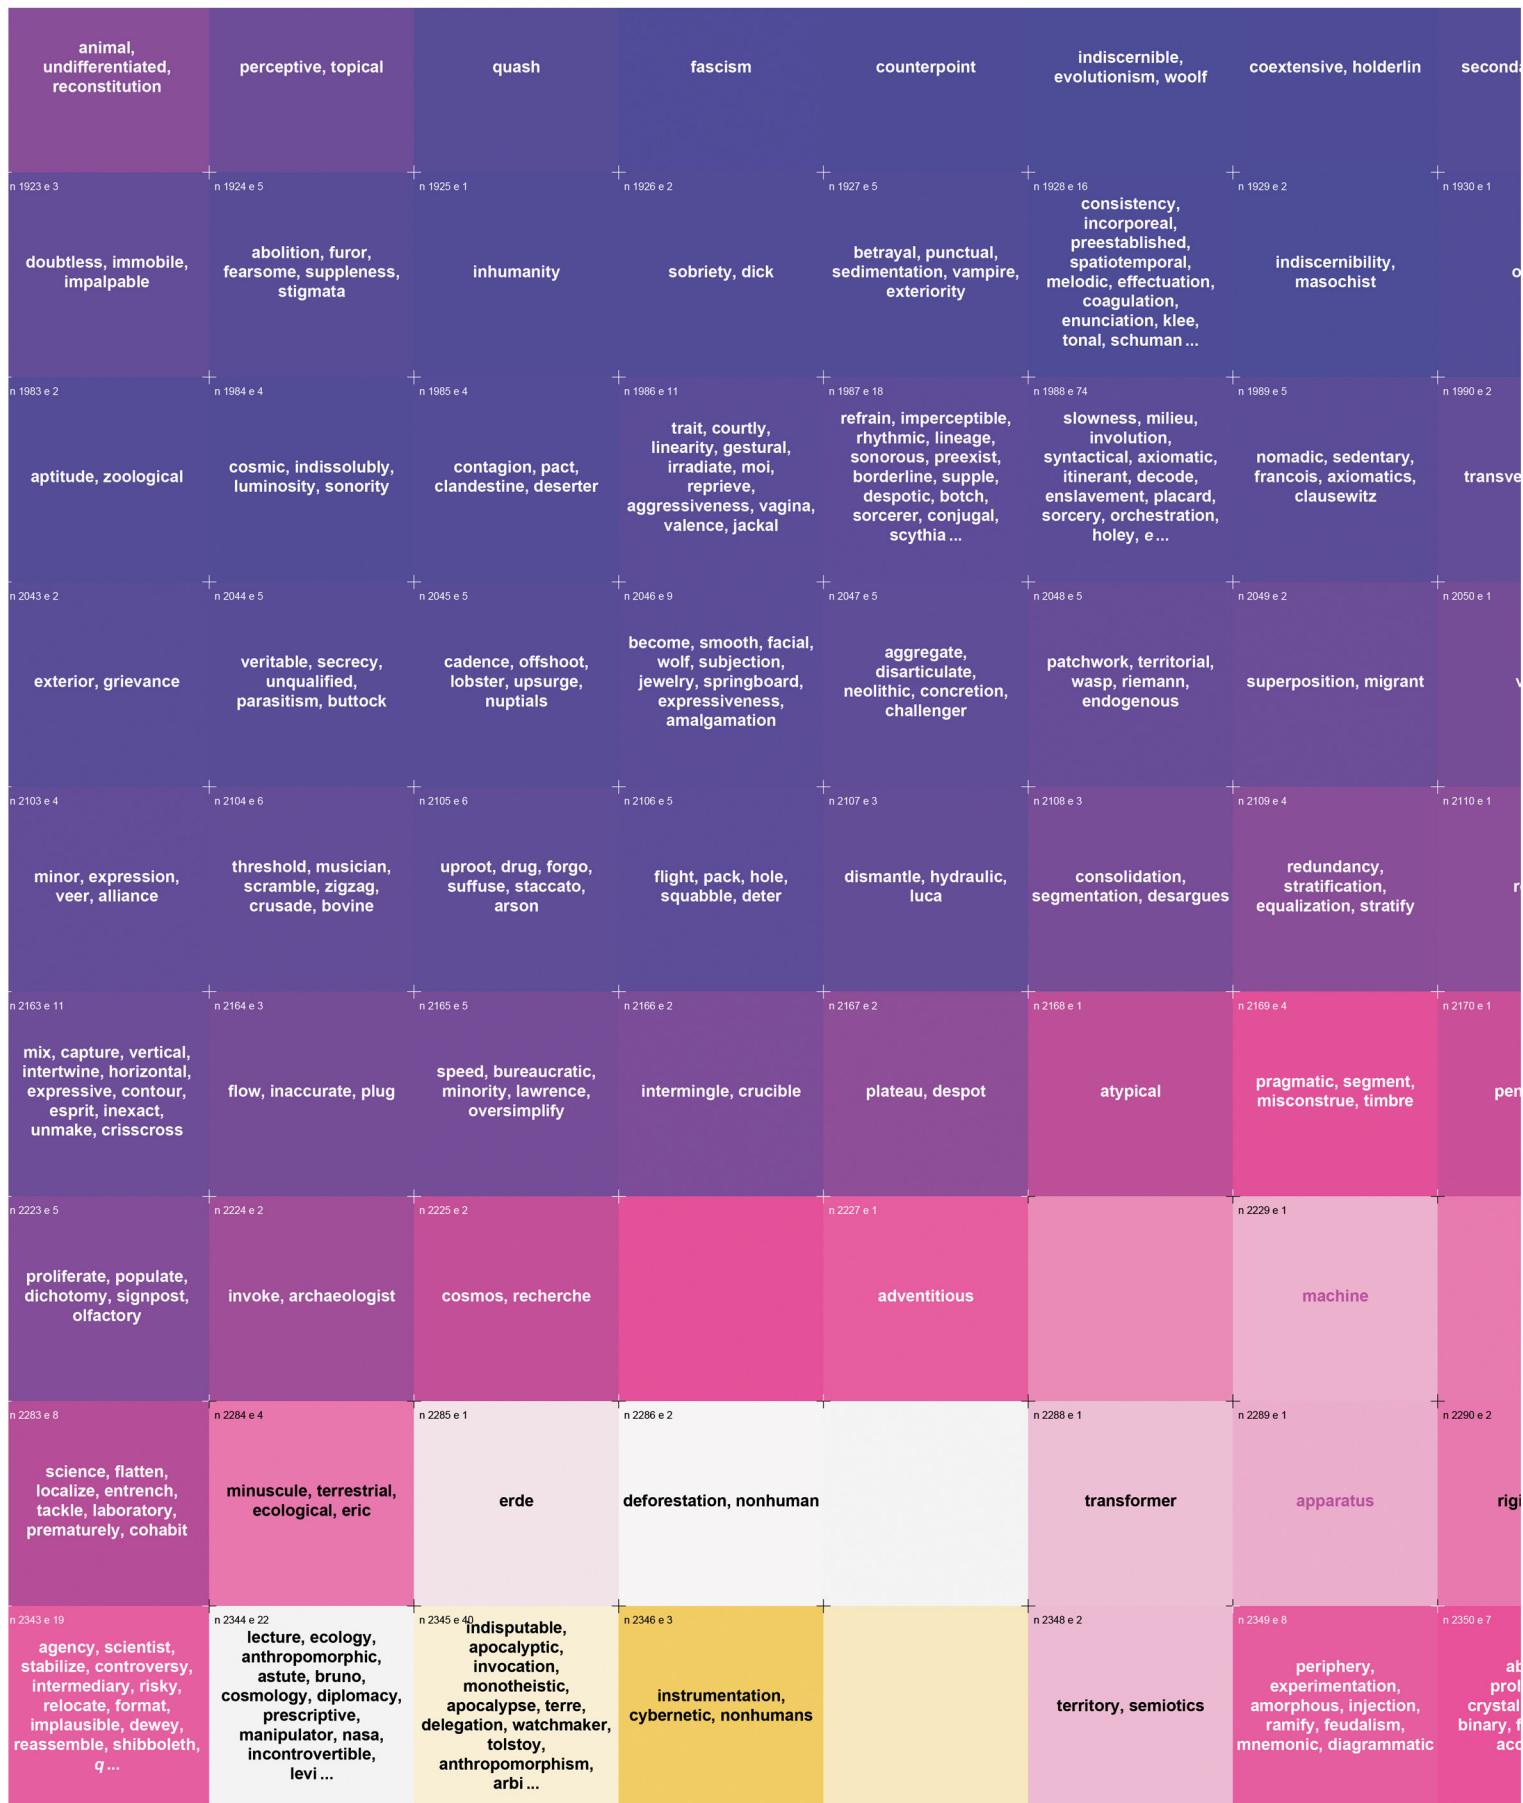 animal,
undifferentiated,
reconstitution
perceptive, topical
quash
fascism
counterpoint
indiscernible,
evolutionism, woolf
coextensive, holderlin
seconda
n 1923 e 3
doubtless, immobile,
impalpable
n 1924 e 5
abolition, furor,
fearsome, suppleness,
stigmata
n 1925 e 1
inhumanity
n 1926 e 2
sobriety, dick
n 1927 e 5
betrayal, punctual,
sedimentation, vampire,
exteriority
n 1928 e 16
consistency,
incorporeal,
preestablished,
spatiotemporal,
melodic, effectuation,
coagulation,
enunciation, klee,
tonal, schuman ...
n 1929 e 2
indiscernibility,
masochist
n 1930 e 1
o
n 1983 e 2
aptitude, zoological
n 1984 e 4
cosmic, indissolubly,
luminosity, sonority
n 1985 e 4
contagion, pact,
clandestine, deserter
n 1986 e 11
trait, courtly,
linearity, gestural,
irradiate, moi,
reprieve,
aggressiveness, vagina,
valence, jackal
n 1987 e 18
refrain, imperceptible,
rhythmic, lineage,
sonorous, preexist,
borderline, supple,
despotic, botch,
sorcerer, conjugal,
scythia ...
n 1988 e 74
slowness, milieu,
involution,
syntactical, axiomatic,
itinerant, decode,
enslavement, placard,
sorcery, orchestration,
holey, e ...
n 1989 e 5
nomadic, sedentary,
francois, axiomatics,
clausewitz
n 1990 e 2
transve
n 2043 e 2
exterior, grievance
n 2044 e 5
veritable, secrecy,
unqualified,
parasitism, buttock
n 2045 e 5
cadence, offshoot,
lobster, upsurge,
nuptials
n 2046 e 9
become, smooth, facial,
wolf, subjection,
jewelry, springboard,
expressiveness,
amalgamation
n 2047 e 5
aggregate,
disarticulate,
neolithic, concretion,
challenger
n 2048 e 5
patchwork, territorial,
wasp, riemann,
endogenous
n 2049 e 2
superposition, migrant
n 2050 e 1
n 2103 e 4
minor, expression,
veer, alliance
n 2104 e 6
threshold, musician,
scramble, zigzag,
crusade, bovine
n 2105 e 6
uproot, drug, forgo,
suffuse, staccato,
arson
n 2106 e 5
flight, pack, hole,
squabble, deter
n 2107 e 3
dismantle, hydraulic,
luca
n 2108 e 3
consolidation,
segmentation, desargues
n 2109 e 4
redundancy,
stratification,
equalization, stratify
n 2110 e 1
n 2163 e 11
mix, capture, vertical,
intertwine, horizontal,
expressive, contour,
esprit, inexact,
unmake, crisscross
n 2164 e 3
flow, inaccurate, plug
n 2165 e 5
speed, bureaucratic,
minority, lawrence,
oversimplify
n 2166 e 2
intermingle, crucible
n 2167 e 2
plateau, despot
n 2168 e 1
atypical
n 2169 e 4
pragmatic, segment,
misconstrue, timbre
n 2170 e 1
pen
n 2223 e 5
proliferate, populate,
dichotomy, signpost,
olfactory
n 2224 e 2
invoke, archaeologist
n 2225 e 2
cosmos, recherche
n 2227 e 1
adventitious
n 2229 e 1
machine
n 2283 e 8
science, flatten,
localize, entrench,
tackle, laboratory,
prematurely, cohabit
n 2284 e 4
minuscule, terrestrial,
ecological, eric
n 2285 e 1
erde
n 2286 e 2
deforestation, nonhuman
n 2288 e 1
transformer
n 2289 e 1
apparatus
n 2290 e 2
rigi
n 2343 e 19
agency, scientist,
stabilize, controversy,
intermediary, risky,
relocate, format,
implausible, dewey,
reassemble, shibboleth,
q ...
n 2344 e 22
lecture, ecology,
anthropomorphic,
astute, bruno,
cosmology, diplomacy,
prescriptive,
manipulator, nasa,
incontrovertible,
levi ...
n 2345 e 40
indisputable,
apocalyptic,
invocation,
monotheistic,
apocalypse, terre,
delegation, watchmaker,
tolstoy,
anthropomorphism,
arbi ...
n 2346 e 3
instrumentation,
cybernetic, nonhumans
n 2348 e 2
territory, semiotics
n 2349 e 8
periphery,
experimentation,
amorphous, injection,
ramify, feudalism,
mnemonic, diagrammatic
n 2350 e 7
ab
prol
crystal
binary, f
acc